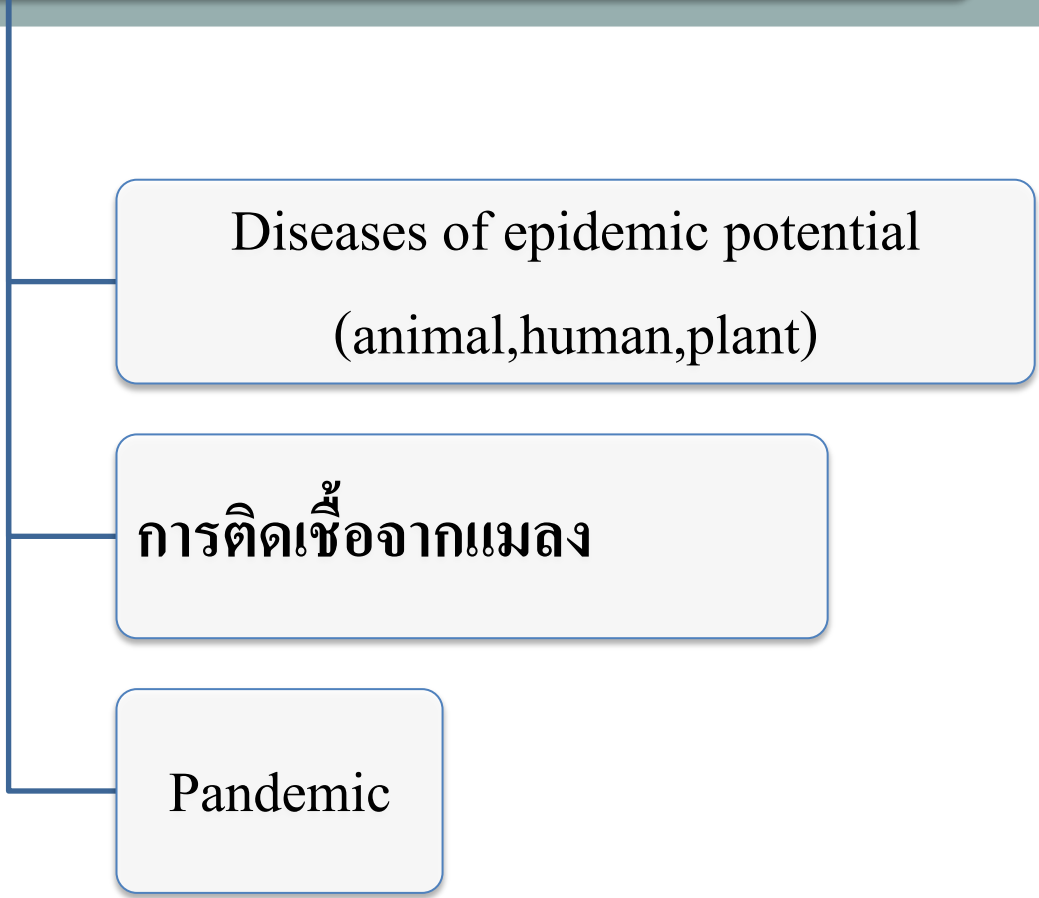 Diseases of epidemic potential
(animal,human,plant)
การติดเชื้อจากแมลง
Pandemic